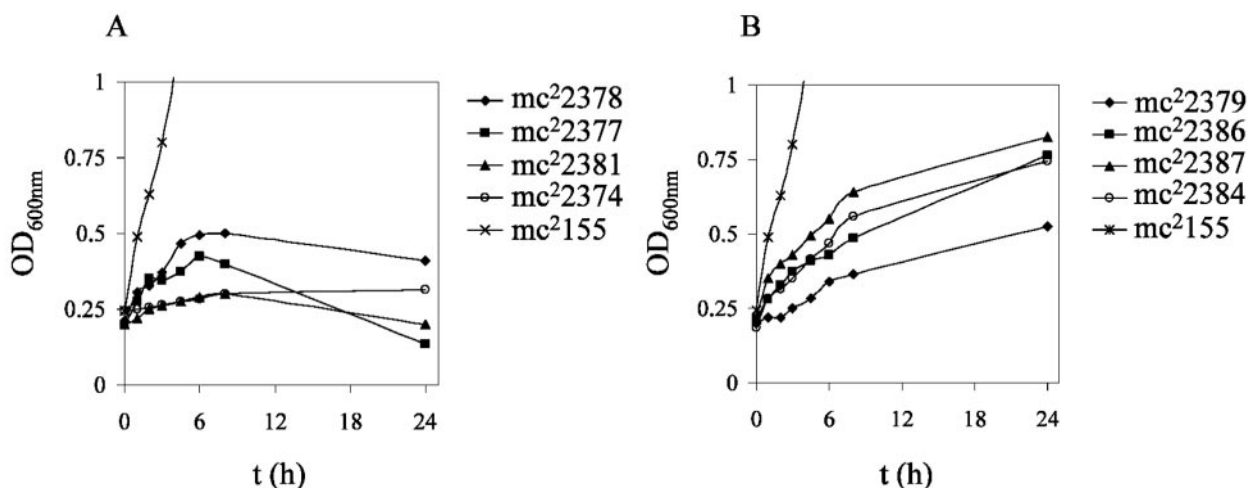 A
OD600nm
1
0.75
0.5
0.25
0
0 6 12 18 24
t (h)
mc²2378
mc²2377
mc²2381
mc²2374
mc²155
B
OD600nm
1
0.75
0.5
0.25
0
0 6 12 18 24
t (h)
mc²2379
mc²2386
mc²2387
mc²2384
mc²155